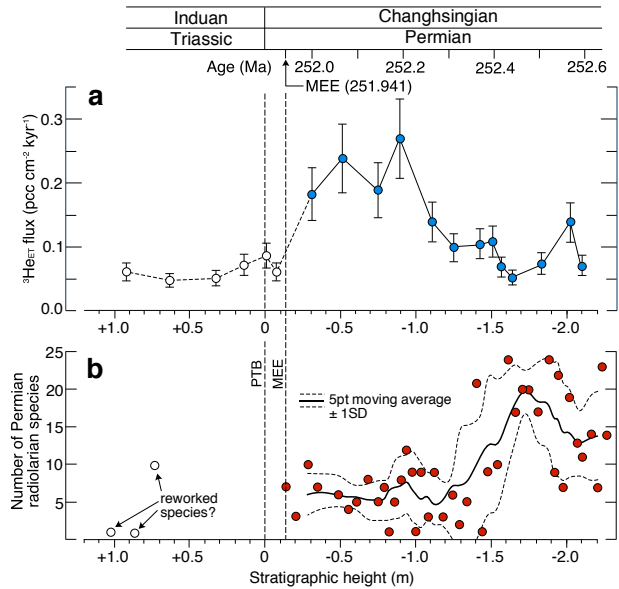 Induan Changhsingian
Triassic Permian
Age (Ma) 252.0 252.2 252.4 252.6
MEE (251.941)
a
³Heᴇᴛ flux (pcc cm⁻² kyr⁻¹)
0.3
0.2
0.1
0.0
+1.0 +0.5 0 -0.5 -1.0 -1.5 -2.0
b
PTB
MEE
Number of Permian
radiolarian species
25
20
15
10
5
5pt moving average
± 1SD
reworked
species?
+1.0 +0.5 0 -0.5 -1.0 -1.5 -2.0
Stratigraphic height (m)